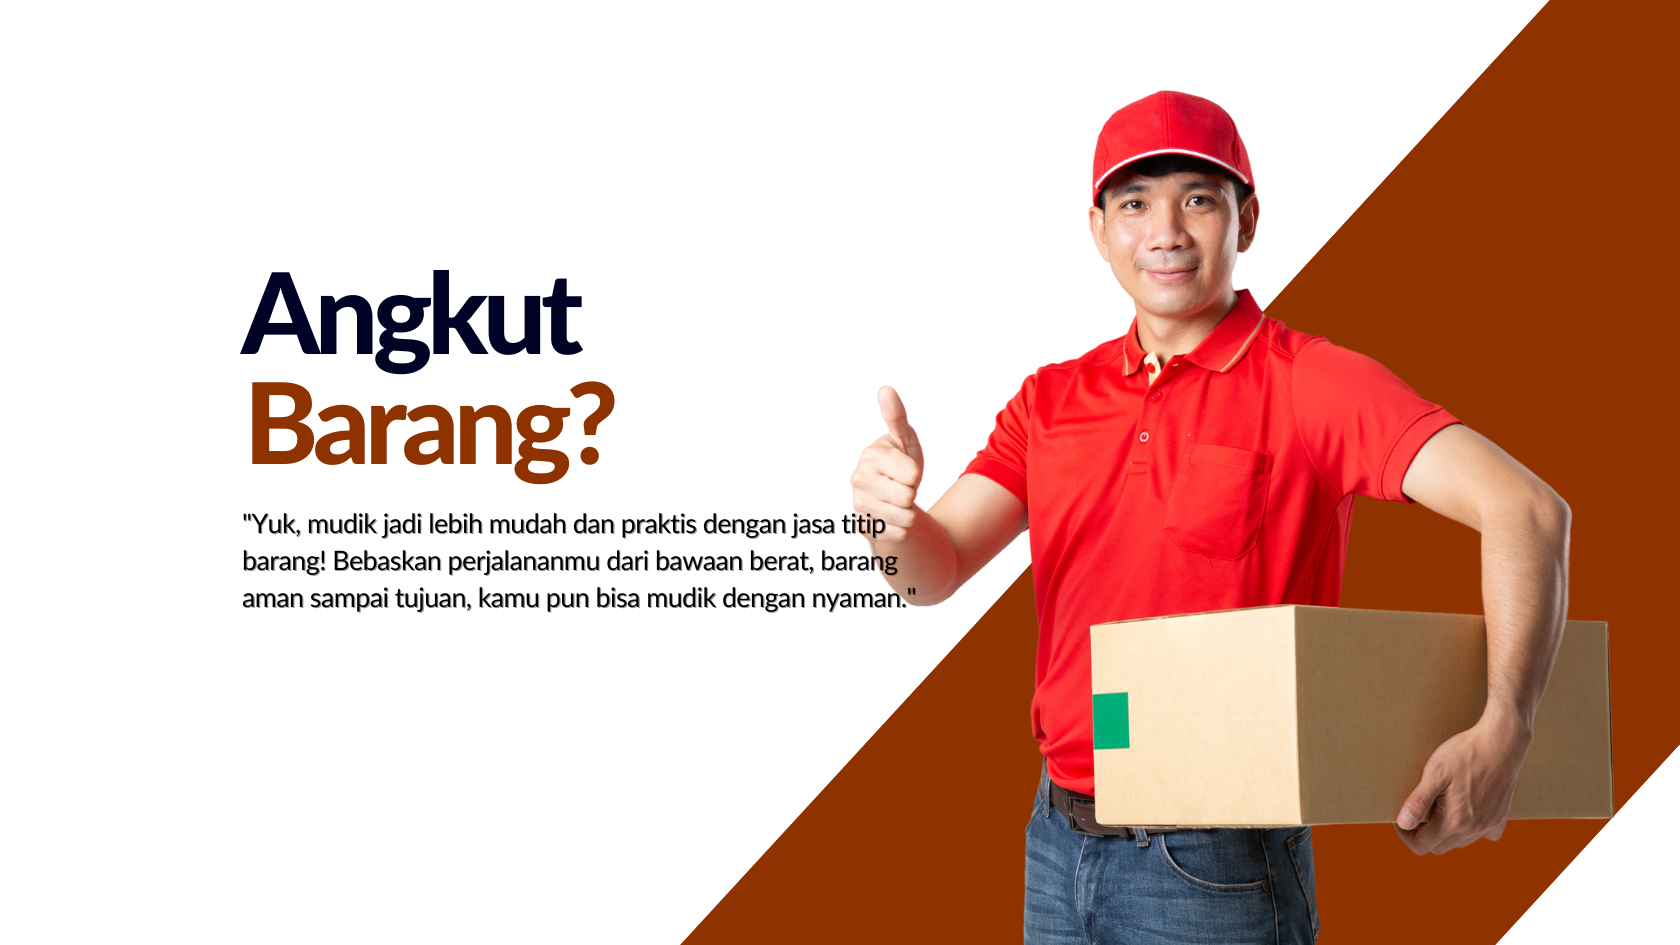 Angkut
Barang?
"Yuk, mudik jadi lebih mudah dan praktis dengan jasa titip
barang! Bebaskan perjalananmu dari bawaan berat, barang
aman sampai tujuan, kamu pun bisa mudik dengan nyaman."